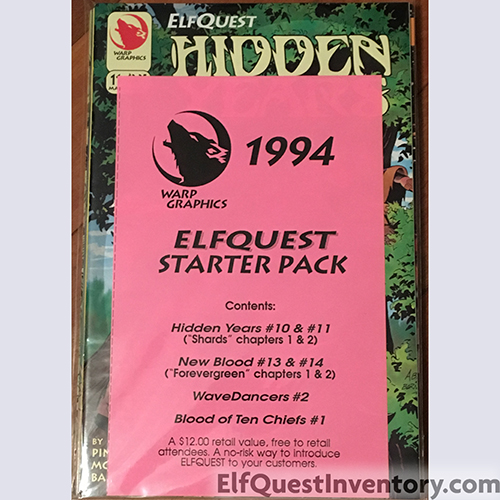 ELFQUEST
HIDDEN
WARP
GRAPHICS
1994
WARP
GRAPHICS
ELFQUEST
STARTER PACK
Contents:
Hidden Years #10 & #11
("Shards" chapters 1 & 2)
New Blood #13 & #14
("Forevergreen" chapters 1 & 2)
WaveDancers #2
Blood of Ten Chiefs #1
A $12.00 retail value, free to retail
attendees. A no-risk way to introduce
ELFQUEST to your customers.
BY
ElfQuestInventory.com